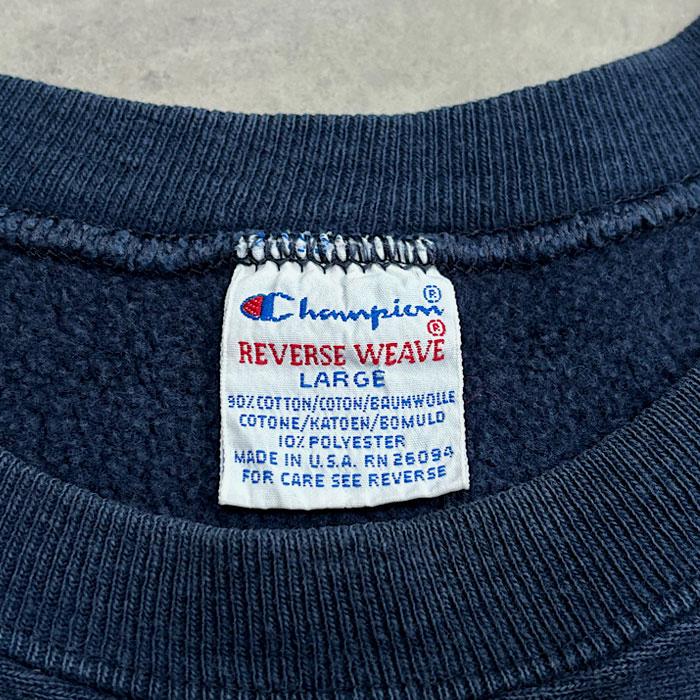 Champion®
REVERSE WEAVE®
LARGE
90% COTTON/COTON/BAUMWOLLE
COTONE/KATOEN/BOMULD
10% POLYESTER
MADE IN U.S.A. RN 26094
FOR CARE SEE REVERSE